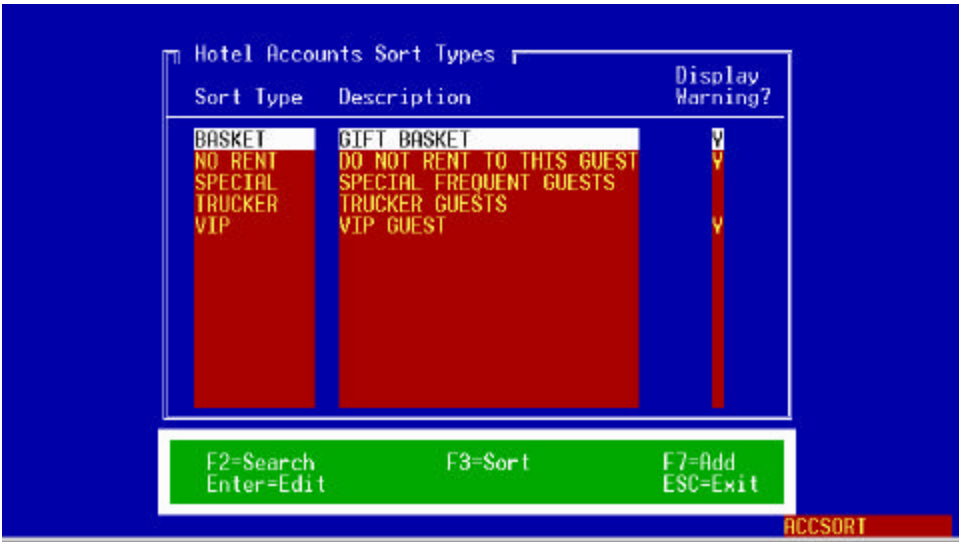 Hotel Accounts Sort Types
Display
Sort Type Description Warning?
BASKET GIFT BASKET Y
NO RENT DO NOT RENT TO THIS GUEST Y
SPECIAL SPECIAL FREQUENT GUESTS
TRUCKER TRUCKER GUESTS
VIP VIP GUEST Y
F2=Search F3=Sort F7=Add
Enter=Edit ESC=Exit
ACCSORT